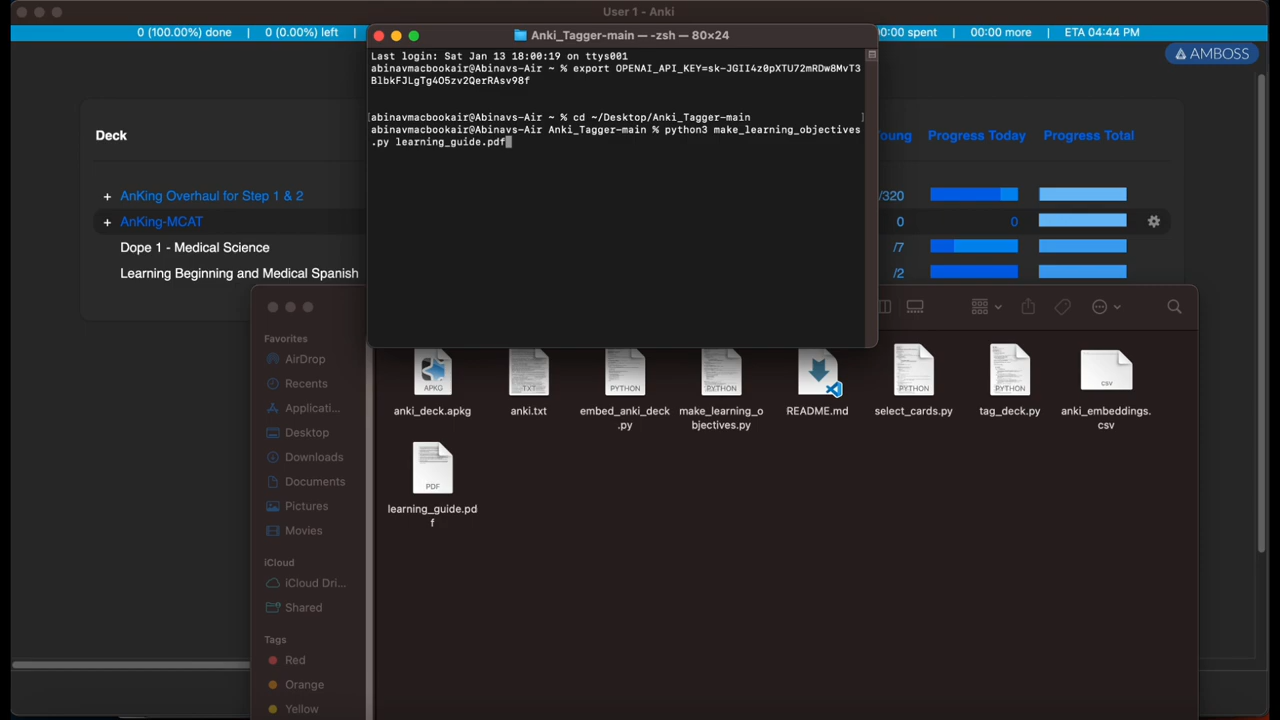 User 1 - Anki
0 (100.00%) done | 0 (0.00%) left |
00:00 spent | 00:00 more | ETA 04:44 PM
AMBOSS
Anki_Tagger-main — -zsh — 80×24
Last login: Sat Jan 13 18:00:19 on ttys001
abinavmacbookair@Abinavs-Air ~ % export OPENAI_API_KEY=sk-JGII4z0pXTU72mRDw8MvT3
BlbkFJLgTg4O5zv2QerRAsv98f
[abinavmacbookair@Abinavs-Air ~ % cd ~/Desktop/Anki_Tagger-main ]
abinavmacbookair@Abinavs-Air Anki_Tagger-main % python3 make_learning_objectives
.py learning_guide.pdf
Deck
Young Progress Today Progress Total
+ AnKing Overhaul for Step 1 & 2
/320
+ AnKing-MCAT
0 0
Dope 1 - Medical Science
/7
Learning Beginning and Medical Spanish
/2
Favorites
AirDrop
Recents
Applicati...
Desktop
Downloads
Documents
Pictures
Movies
iCloud
iCloud Dri...
Shared
Tags
Red
Orange
Yellow
APKG
anki_deck.apkg
TXT
anki.txt
PYTHON
embed_anki_deck
.py
PYTHON
make_learning_o
bjectives.py
README.md
PYTHON
select_cards.py
PYTHON
tag_deck.py
CSV
anki_embeddings.
csv
PDF
learning_guide.pd
f